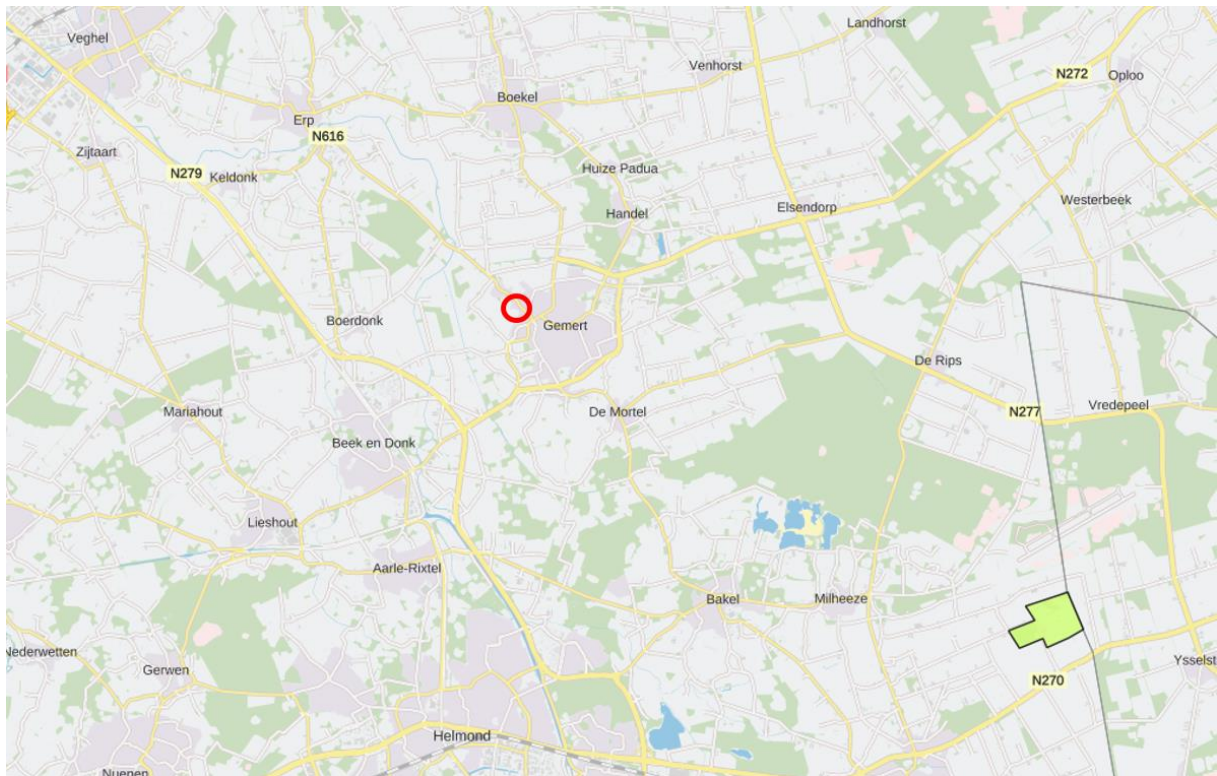 Landhorst
Veghel
Venhorst
N272
Oploo
Boekel
Erp
N616
Zijtaart
Huize Padua
N279
Keldonk
Westerbeek
Elsendorp
Handel
Boerdonk
Gemert
De Rips
Vredepeel
Mariahout
De Mortel
N277
Beek en Donk
Lieshout
Aarle-Rixtel
Bakel
Milheeze
Nederwetten
Ysselst
Gerwen
N270
Helmond
Nuenen